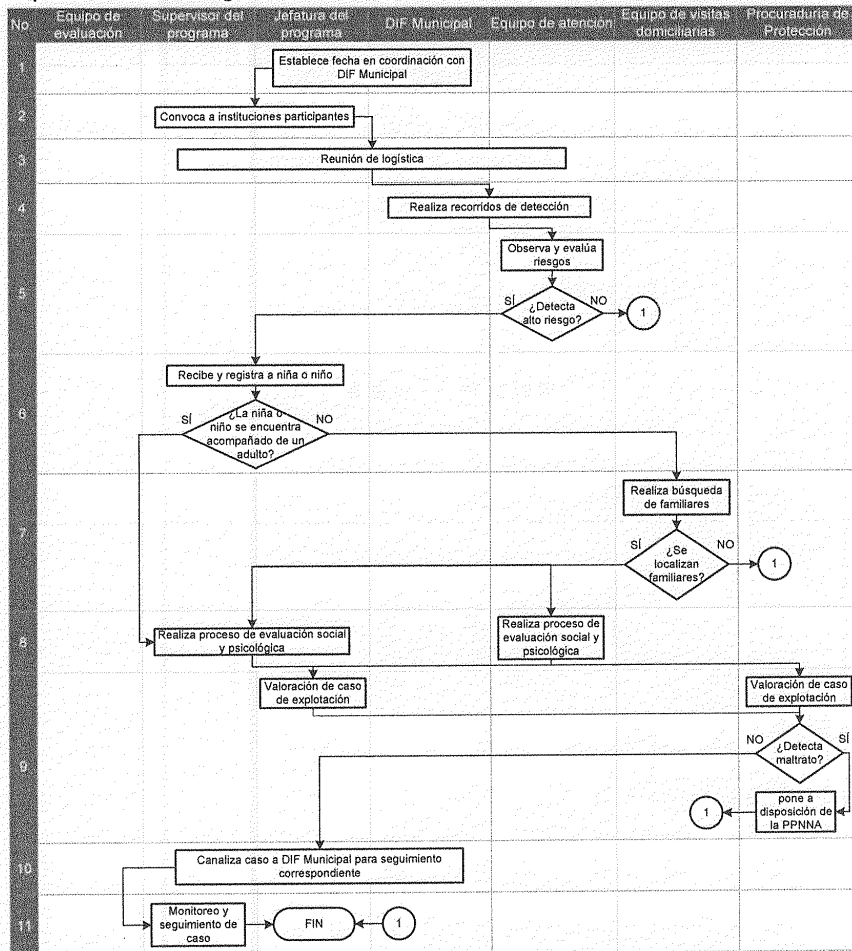 No
Equipo de
evaluación
Supervisor del
programa
Jefatura del
programa
DIF Municipal
Equipo de atención
Equipo de visitas
domiciliarias
Procuraduría de
Protección
1
Establece fecha en coordinación con
DIF Municipal
2
Convoca a instituciones participantes
3
Reunión de logística
4
Realiza recorridos de detección
5
Observa y evalúa
riesgos
SÍ
¿Detecta
alto riesgo?
NO
1
6
Recibe y registra a niña o niño
SÍ
¿La niña o
niño se encuentra
acompañado de un
adulto?
NO
7
Realiza búsqueda
de familiares
SÍ
¿Se
localizan
familiares?
NO
1
8
Realiza proceso de evaluación social
y psicológica
Realiza proceso de
evaluación social y
psicológica
Valoración de caso
de explotación
Valoración de caso
de explotación
9
NO
¿Detecta
maltrato?
SÍ
1
pone a
disposición de
la PPNNA
10
Canaliza caso a DIF Municipal para seguimiento
correspondiente
11
Monitoreo y
seguimiento de
caso
FIN
1